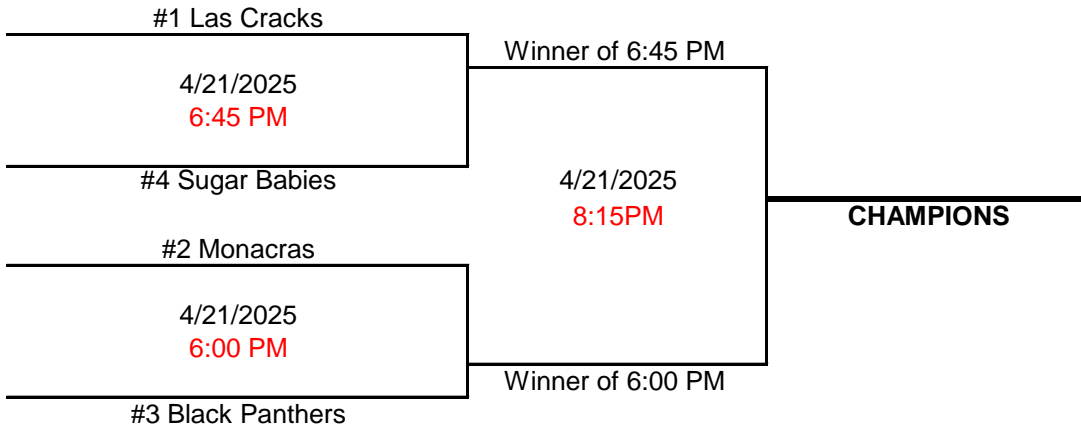 #1 Las Cracks
Winner of 6:45 PM
4/21/2025
6:45 PM
#4 Sugar Babies
4/21/2025
8:15PM
CHAMPIONS
#2 Monacras
4/21/2025
6:00 PM
Winner of 6:00 PM
#3 Black Panthers